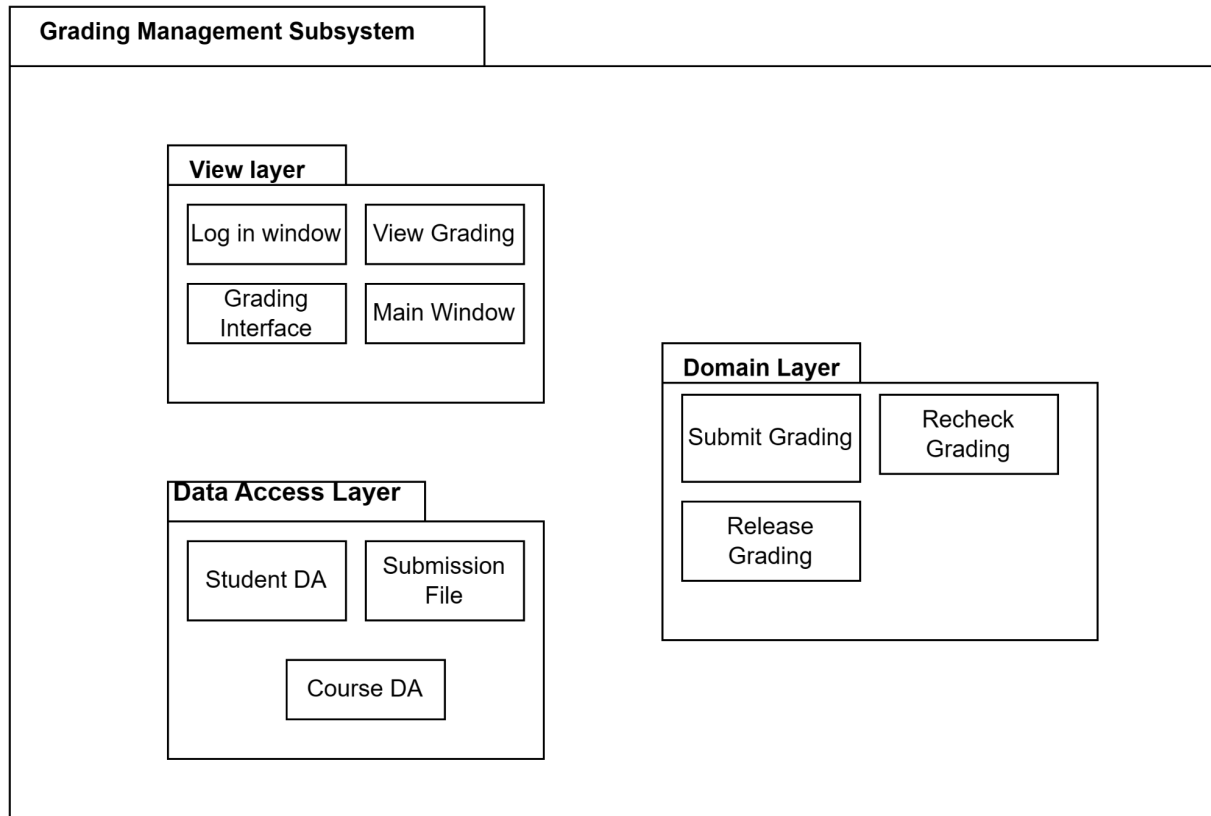 Grading Management Subsystem
View layer
Log in window
View Grading
Grading
Interface
Main Window
Domain Layer
Submit Grading
Recheck
Grading
Release
Grading
Data Access Layer
Student DA
Submission
File
Course DA